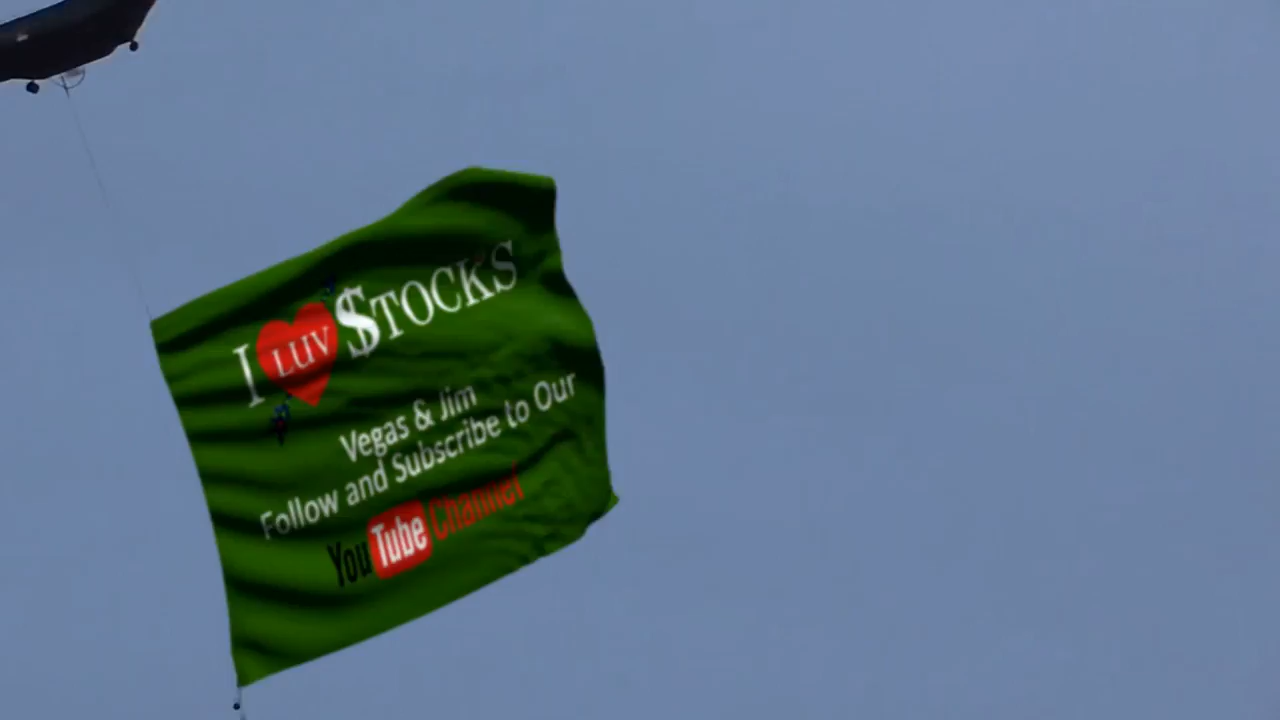 I LUV $TOCKS
Vegas & Jim
Follow and Subscribe to Our
YouTube Channel